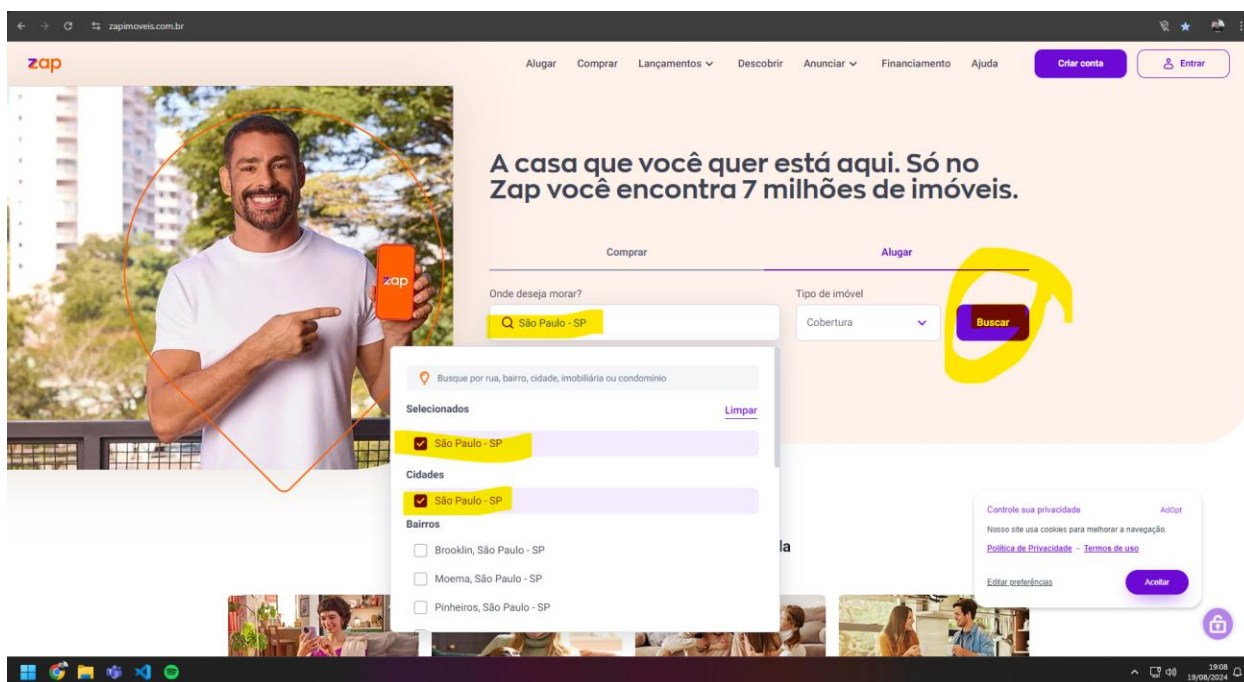 zapimoveis.com.br
zap
Alugar Comprar Lançamentos Descobrir Anunciar Financiamento Ajuda Criar conta Entrar
A casa que você quer está aqui. Só no
Zap você encontra 7 milhões de imóveis.
zap
Comprar Alugar
Onde deseja morar? Tipo de imóvel
São Paulo - SP Cobertura Buscar
Busque por rua, bairro, cidade, imobiliária ou condomínio
Selecionados Limpar
São Paulo - SP
Cidades
São Paulo - SP
Bairros
Brooklin, São Paulo - SP
Moema, São Paulo - SP
Pinheiros, São Paulo - SP
Controle sua privacidade AdOpt
Nosso site usa cookies para melhorar a navegação.
Política de Privacidade - Termos de uso
Editar preferências Aceitar
19:08
19/08/2024